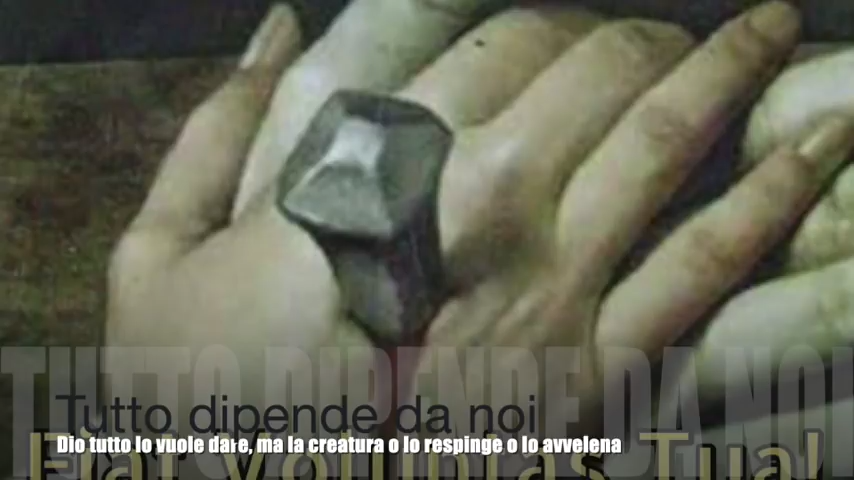 TUTTO DIPENDE DA NOI
Tutto dipende da noi
Fiat Voluntas Tua!
Dio tutto lo vuole dare, ma la creatura o lo respinge o lo avvelena